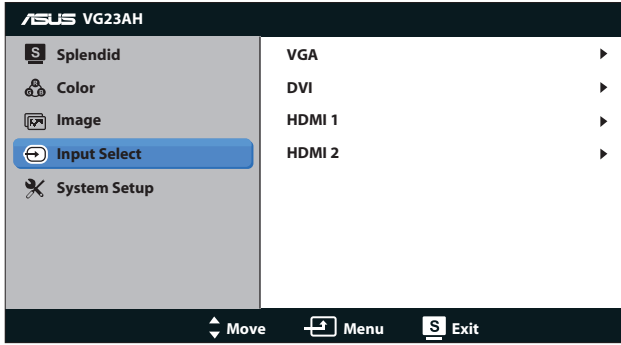 ASUS VG23AH
S Splendid
Color
Image
Input Select
System Setup
VGA
DVI
HDMI 1
HDMI 2
Move Menu S Exit